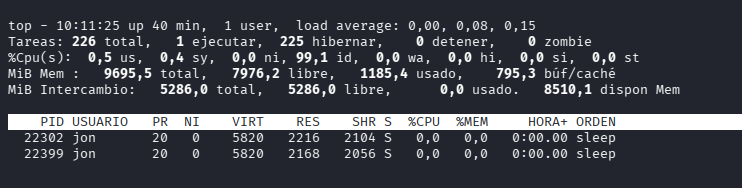 top - 10:11:25 up 40 min,  1 user,  load average: 0,00, 0,08, 0,15
Tareas: 226 total,   1 ejecutar,  225 hibernar,    0 detener,    0 zombie
%Cpu(s):  0,5 us,  0,4 sy,  0,0 ni, 99,1 id,  0,0 wa,  0,0 hi,  0,0 si,  0,0 st
MiB Mem :   9695,5 total,   7976,2 libre,   1185,4 usado,    795,3 búf/caché
MiB Intercambio:   5286,0 total,   5286,0 libre,      0,0 usado.   8510,1 dispon Mem
PID USUARIO   PR  NI    VIRT    RES    SHR S  %CPU  %MEM     HORA+ ORDEN
22302 jon       20   0    5820   2216   2104 S   0,0   0,0   0:00.00 sleep
22399 jon       20   0    5820   2168   2056 S   0,0   0,0   0:00.00 sleep